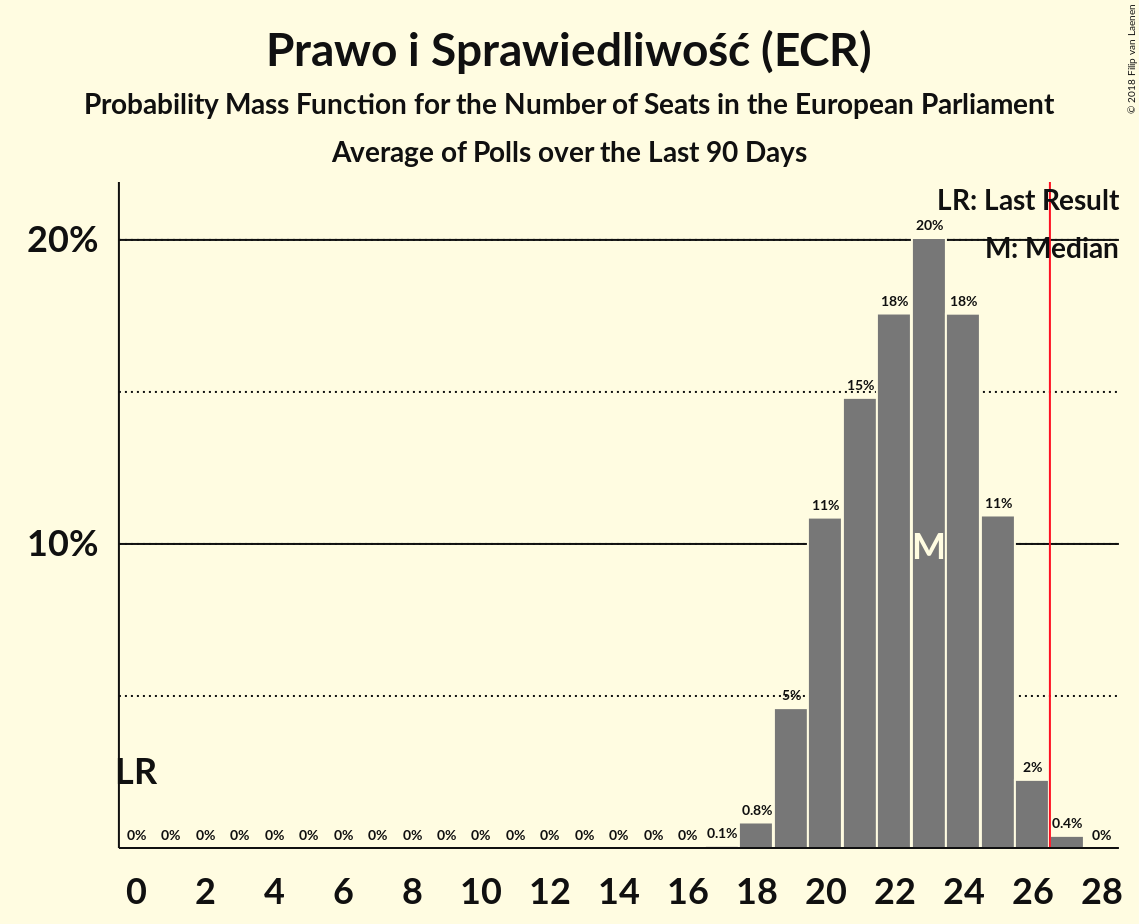 Prawo i Sprawiedliwość (ECR)
Probability Mass Function for the Number of Seats in the European Parliament
Average of Polls over the Last 90 Days
© 2018 Filip van Laenen
LR: Last Result
M: Median
20%
10%
20%
18% 18%
15%
11% 11%
5%
2%
0.8%
0.4%
0% 0% 0% 0% 0% 0% 0% 0% 0% 0% 0% 0% 0% 0% 0% 0% 0% 0.1% 0%
M
LR
0 2 4 6 8 10 12 14 16 18 20 22 24 26 28